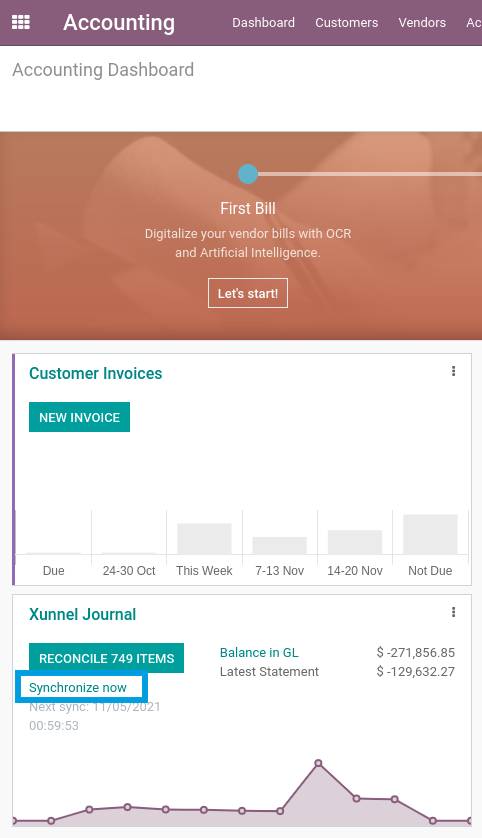 Accounting Dashboard Customers Vendors Ac
Accounting Dashboard
First Bill
Digitalize your vendor bills with OCR
and Artificial Intelligence.
Let's start!
Customer Invoices
NEW INVOICE
Due 24-30 Oct This Week 7-13 Nov 14-20 Nov Not Due
Xunnel Journal
RECONCILE 749 ITEMS Balance in GL $ -271,856.85
Latest Statement $ -129,632.27
Synchronize now
Next sync: 11/05/2021
00:59:53